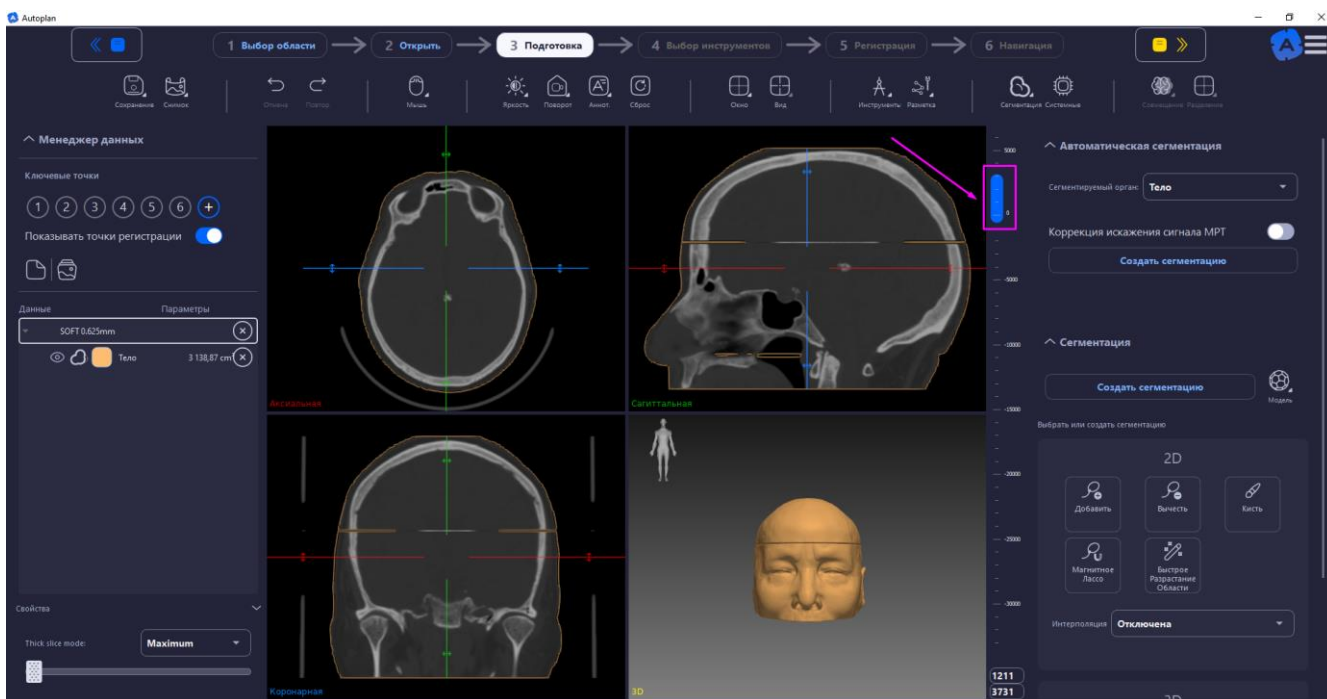 Autoplan
1 Выбор области
2 Открыть
3 Подготовка
4 Выбор инструментов
5 Регистрация
6 Навигация
Сохранение Снимок
Отмена Повтор
Мышь
Яркость Поворот Аннот. Сброс
Окно Вид
Инструменты Разметка
Сегментация Системные
Совмещение Разделение
Менеджер данных
Ключевые точки
1 2 3 4 5 6 +
Показывать точки регистрации
Данные Параметры
SOFT 0.625mm
Тело 3 138,87 cm³
Свойства
Thick slice mode: Maximum
Аксиальная
Сагиттальная
Коронарная
3D
5000
0
-5000
-10000
-15000
-20000
-25000
-30000
1211
3731
Автоматическая сегментация
Сегментируемый орган: Тело
Коррекция искажения сигнала МРТ
Создать сегментацию
Сегментация
Создать сегментацию
Модель
Выбрать или создать сегментацию
2D
Добавить
Вычесть
Кисть
Магнитное
Лассо
Быстрое
Разрастание
Области
Интерполяция Отключена
3D